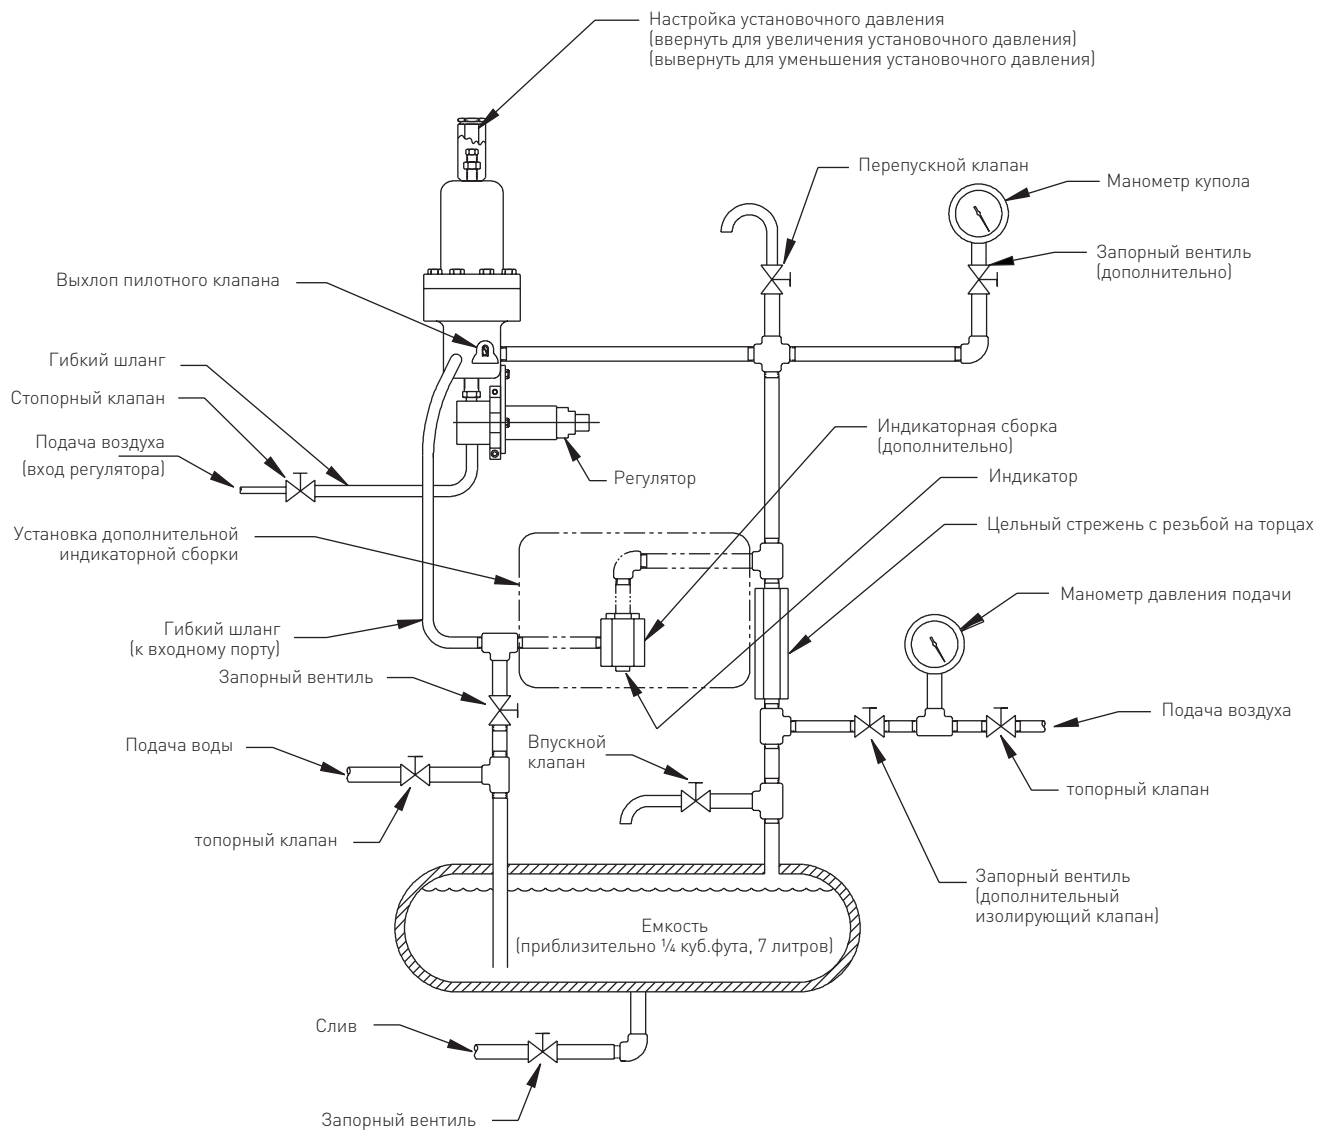 Настройка установочного давления
(ввернуть для увеличения установочного давления)
(вывернуть для уменьшения установочного давления)
Перепускной клапан
Манометр купола
Запорный вентиль
(дополнительно)
Выхлоп пилотного клапана
Гибкий шланг
Стопорный клапан
Подача воздуха
(вход регулятора)
Регулятор
Индикаторная сборка
(дополнительно)
Индикатор
Цельный стрежень с резьбой на торцах
Установка дополнительной
индикаторной сборки
Манометр давления подачи
Гибкий шланг
(к входному порту)
Запорный вентиль
Подача воздуха
Подача воды
Впускной
клапан
топорный клапан
топорный клапан
Запорный вентиль
(дополнительный
изолирующий клапан)
Емкость
(приблизительно ¼ куб.фута, 7 литров)
Слив
Запорный вентиль